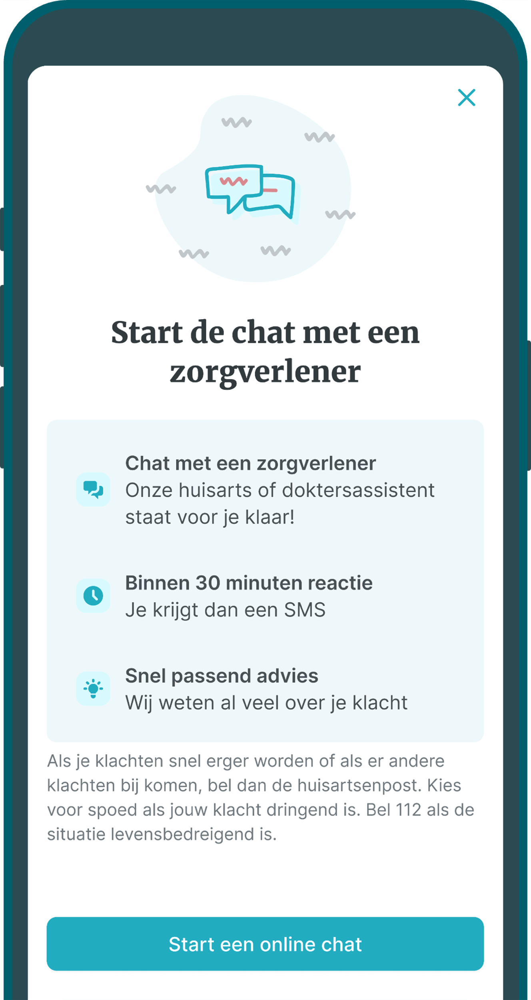 Start de chat met een
zorgverlener
Chat met een zorgverlener
Onze huisarts of doktersassistent
staat voor je klaar!
Binnen 30 minuten reactie
Je krijgt dan een SMS
Snel passend advies
Wij weten al veel over je klacht
Als je klachten snel erger worden of als er andere
klachten bij komen, bel dan de huisartsenpost. Kies
voor spoed als jouw klacht dringend is. Bel 112 als de
situatie levensbedreigend is.
Start een online chat